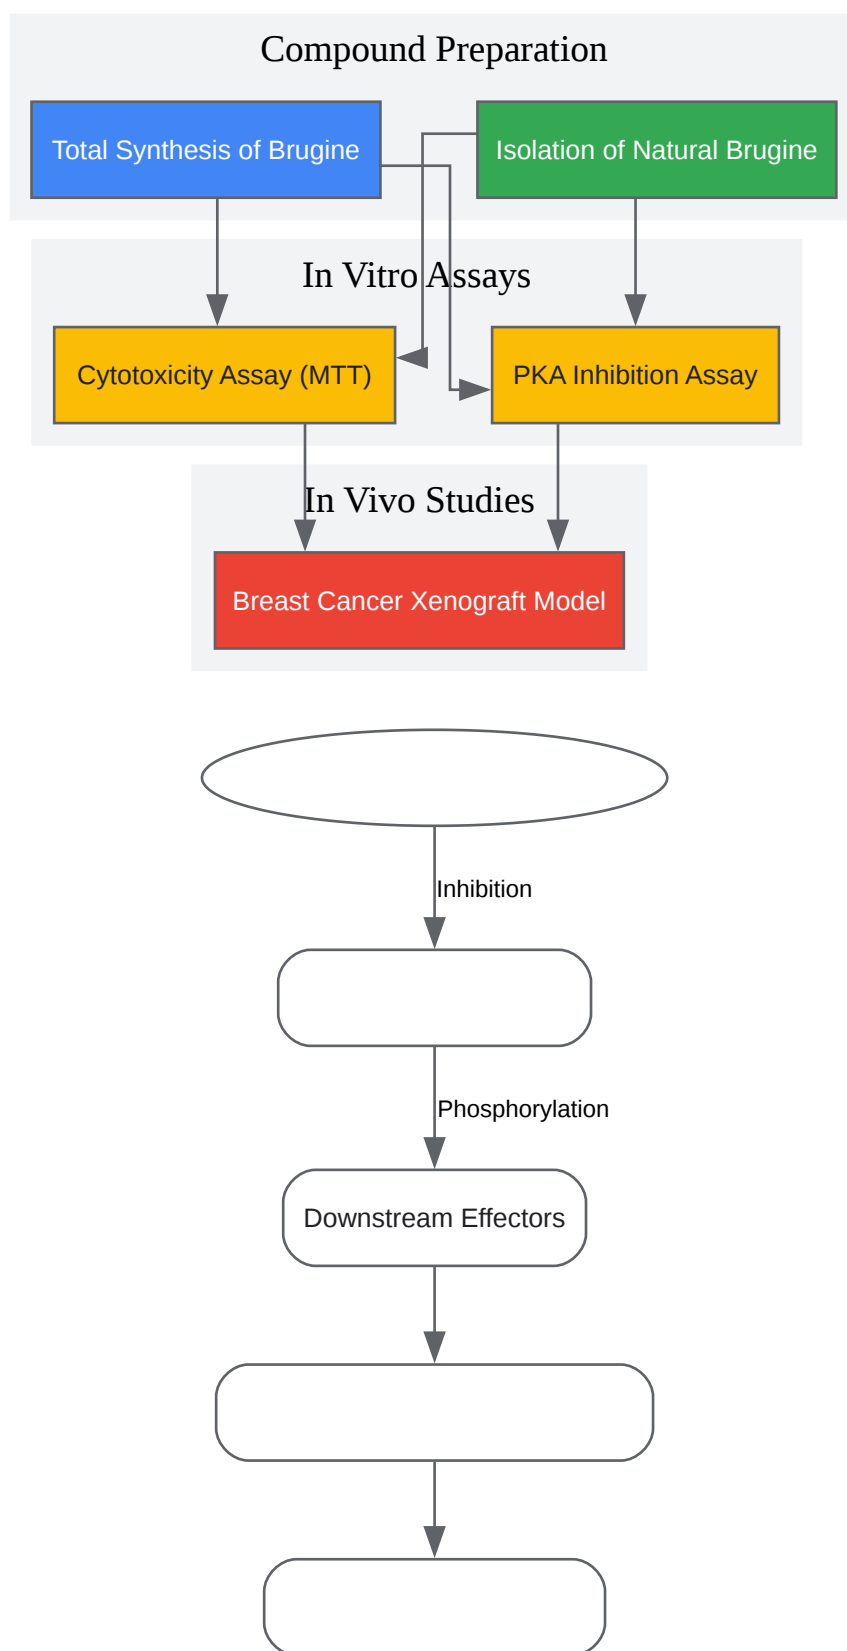 Compound Preparation
Total Synthesis of Brugine
Isolation of Natural Brugine
In Vitro Assays
Cytotoxicity Assay (MTT)
PKA Inhibition Assay
In Vivo Studies
Breast Cancer Xenograft Model
Inhibition
Phosphorylation
Downstream Effectors